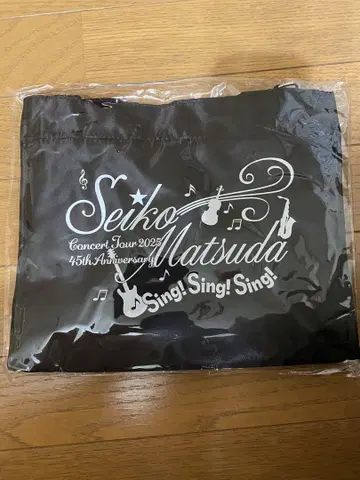 Seiko
Concert Tour 2025
45th Anniversary
Matsuda
Sing! Sing! Sing!